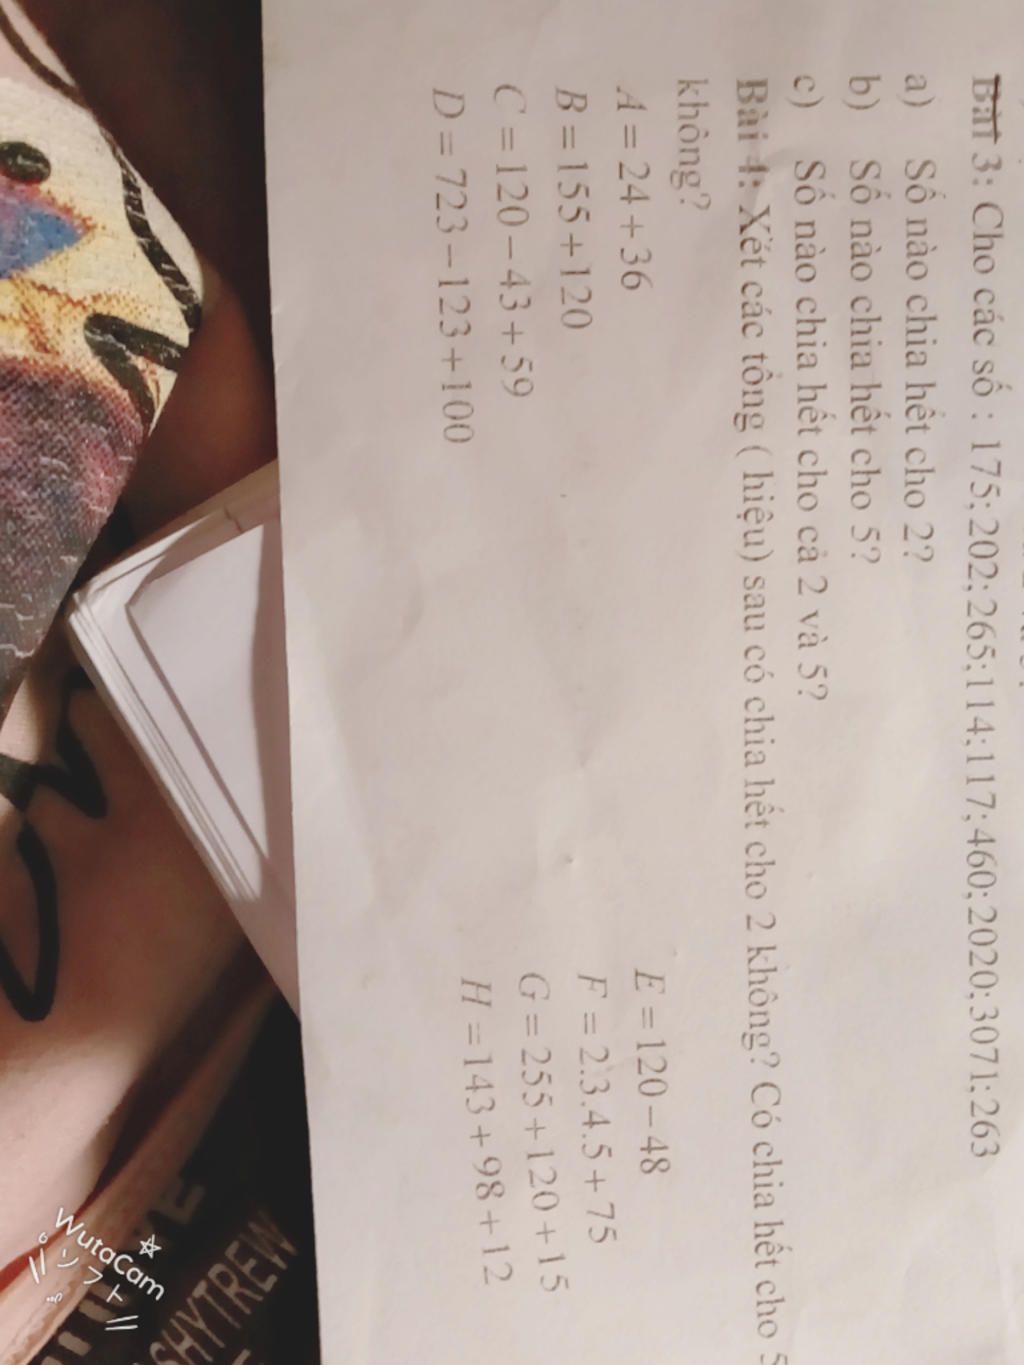 Bài 3: Cho các số : 175; 202; 265; 114; 117; 460; 2020; 3071; 263
a) Số nào chia hết cho 2?
b) Số nào chia hết cho 5?
c) Số nào chia hết cho cả 2 và 5?
Bài 4: Xét các tổng ( hiệu) sau có chia hết cho 2 không? Có chia hết cho 5
không?
A = 24 + 36
B = 155 + 120
C = 120 − 43 + 59
D = 723 − 123 + 100
E = 120 − 48
F = 2.3.4.5 + 75
G = 255 + 120 + 15
H = 143 + 98 + 12
WutaCam
ソフト
SHYTREW